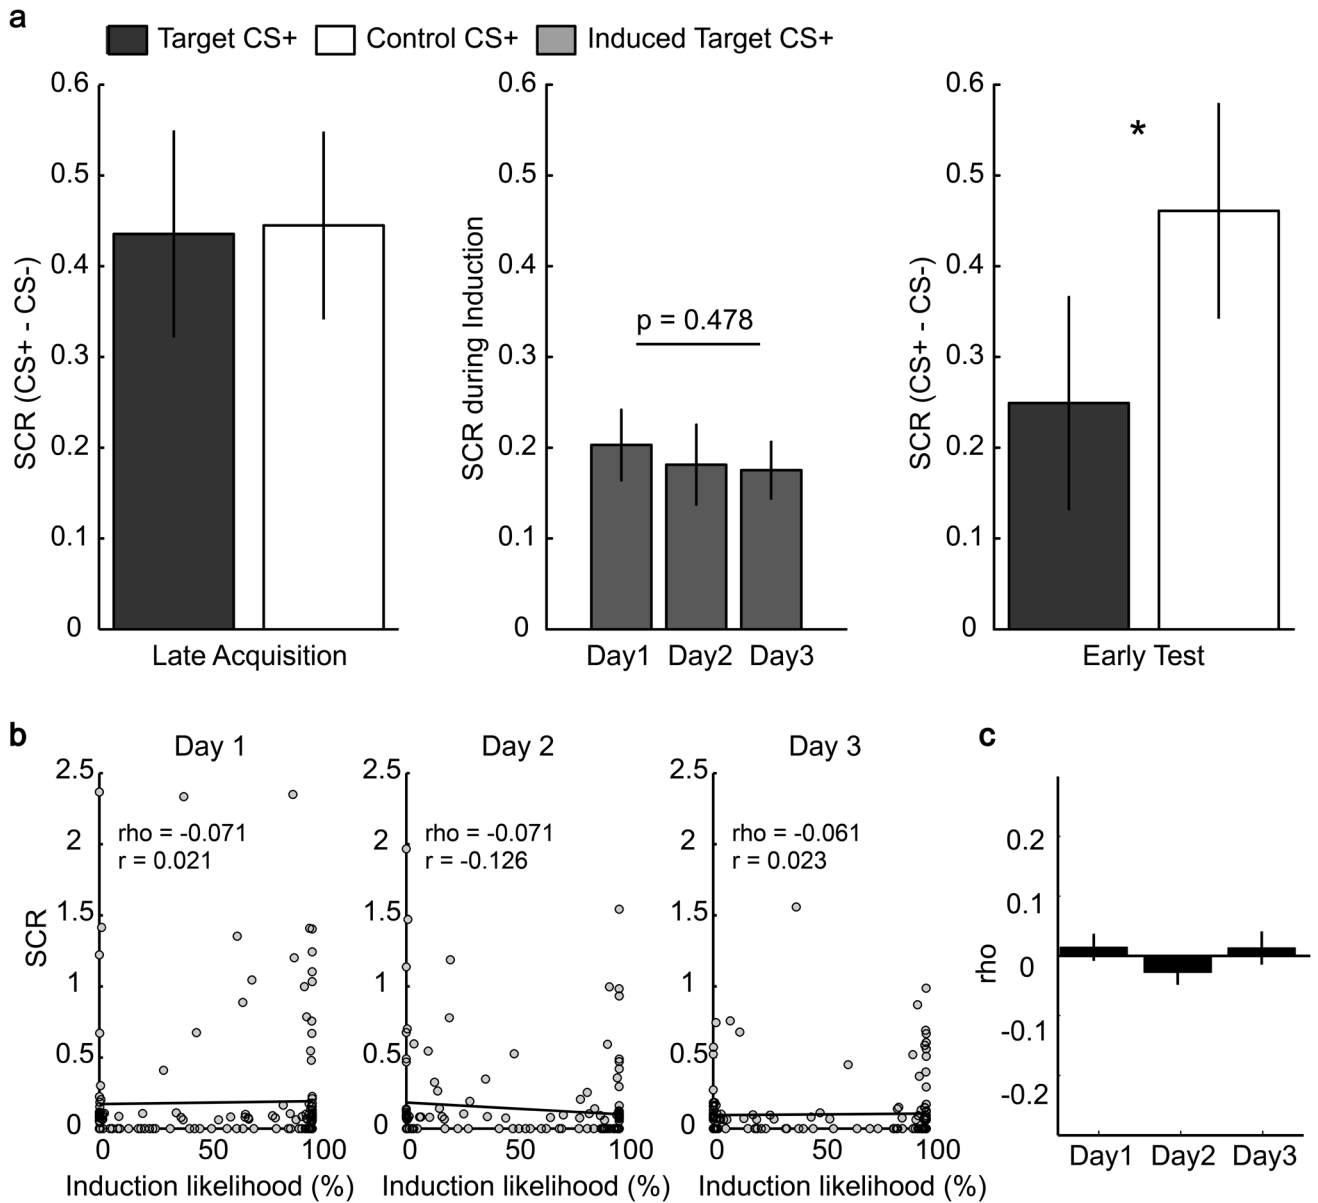 a
Target CS+ Control CS+ Induced Target CS+
SCR (CS+ - CS-)
0.6
0.5
0.4
0.3
0.2
0.1
0
Late Acquisition
SCR during Induction
0.6
0.5
0.4
0.3
0.2
0.1
0
p = 0.478
Day1 Day2 Day3
SCR (CS+ - CS-)
0.6
0.5
0.4
0.3
0.2
0.1
0
*
Early Test
b
Day 1
SCR
2.5
2
1.5
1
0.5
0
rho = -0.071
r = 0.021
0 50 100
Induction likelihood (%)
Day 2
2.5
2
1.5
1
0.5
0
rho = -0.071
r = -0.126
0 50 100
Induction likelihood (%)
Day 3
2.5
2
1.5
1
0.5
0
rho = -0.061
r = 0.023
0 50 100
Induction likelihood (%)
c
rho
0.2
0.1
0
-0.1
-0.2
Day1 Day2 Day3